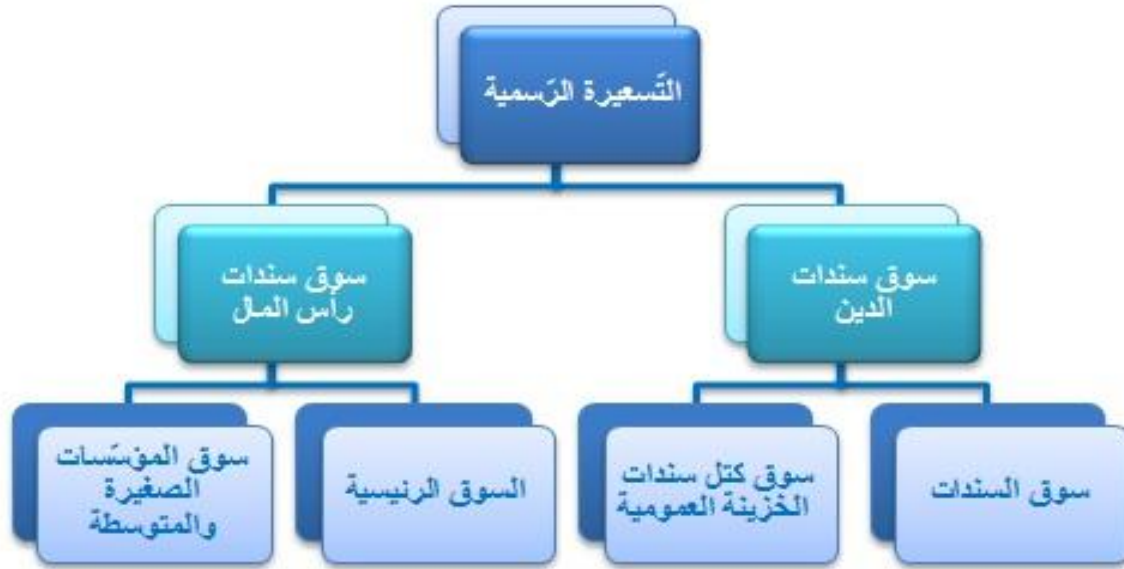 التّسعيرة الرّسمية
سوق سندات
الدين
سوق سندات
رأس المال
سوق السندات
سوق كتل سندات
الخزينة العمومية
السوق الرئيسية
سوق المؤسّسات
الصغيرة
والمتوسطة